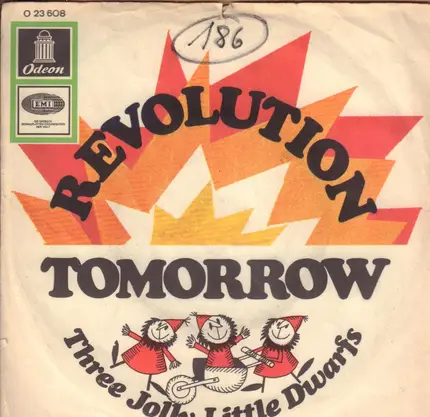 O 23 608
186
Odeon
EMI
REVOLUTION
TOMORROW
Three Jolly Little Dwarfs